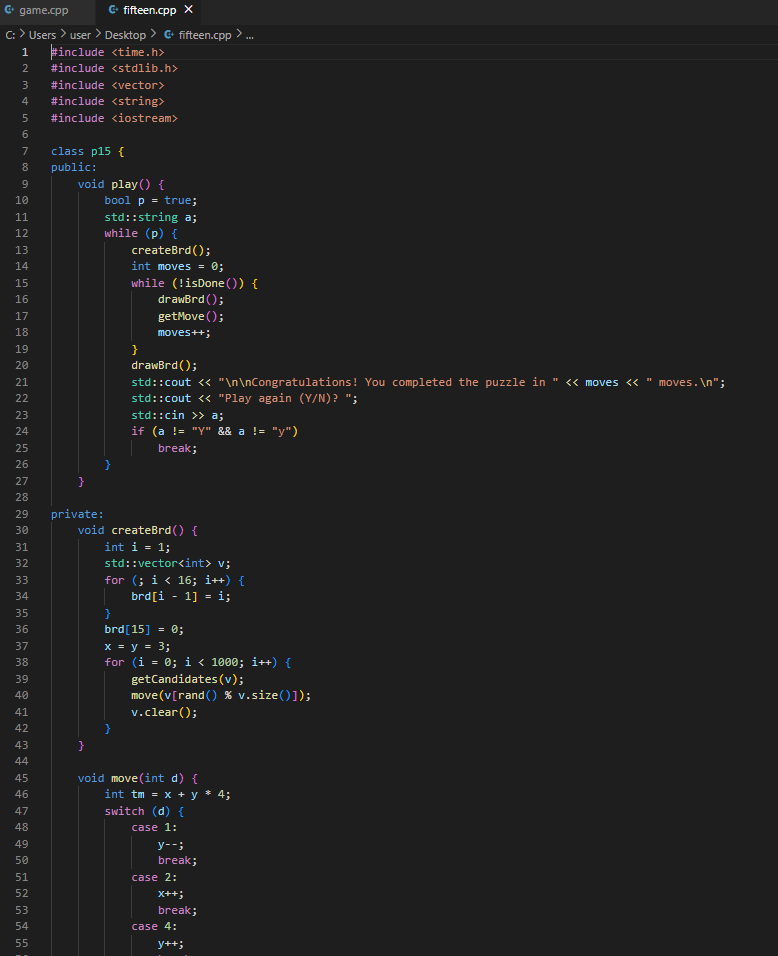 game.cpp fifteen.cpp ×
C: > Users > user > Desktop > fifteen.cpp > ...
1 #include <time.h>
2 #include <stdlib.h>
3 #include <vector>
4 #include <string>
5 #include <iostream>
6
7 class p15 {
8 public:
9     void play() {
10         bool p = true;
11         std::string a;
12         while (p) {
13             createBrd();
14             int moves = 0;
15             while (!isDone()) {
16                 drawBrd();
17                 getMove();
18                 moves++;
19             }
20             drawBrd();
21             std::cout << "\n\nCongratulations! You completed the puzzle in " << moves << " moves.\n";
22             std::cout << "Play again (Y/N)? ";
23             std::cin >> a;
24             if (a != "Y" && a != "y")
25                 break;
26         }
27     }
28
29 private:
30     void createBrd() {
31         int i = 1;
32         std::vector<int> v;
33         for (; i < 16; i++) {
34             brd[i - 1] = i;
35         }
36         brd[15] = 0;
37         x = y = 3;
38         for (i = 0; i < 1000; i++) {
39             getCandidates(v);
40             move(v[rand() % v.size()]);
41             v.clear();
42         }
43     }
44
45     void move(int d) {
46         int tm = x + y * 4;
47         switch (d) {
48             case 1:
49                 y--;
50                 break;
51             case 2:
52                 x++;
53                 break;
54             case 4:
55                 y++;